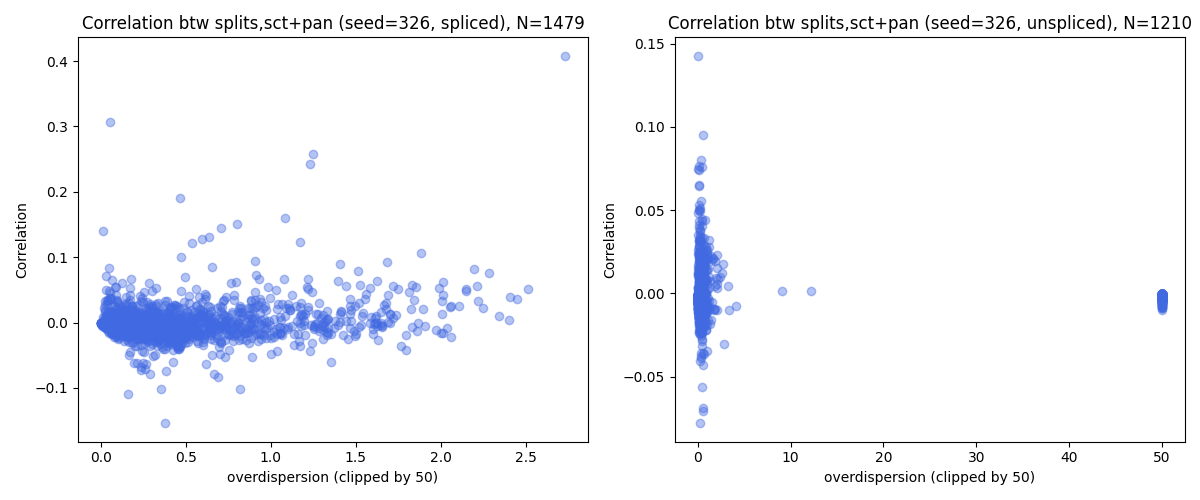 Correlation btw splits,sct+pan (seed=326, spliced), N=1479
Correlation
0.4
0.3
0.2
0.1
0.0
−0.1
0.0 0.5 1.0 1.5 2.0 2.5
overdispersion (clipped by 50)
Correlation btw splits,sct+pan (seed=326, unspliced), N=1210
Correlation
0.15
0.10
0.05
0.00
−0.05
0 10 20 30 40 50
overdispersion (clipped by 50)